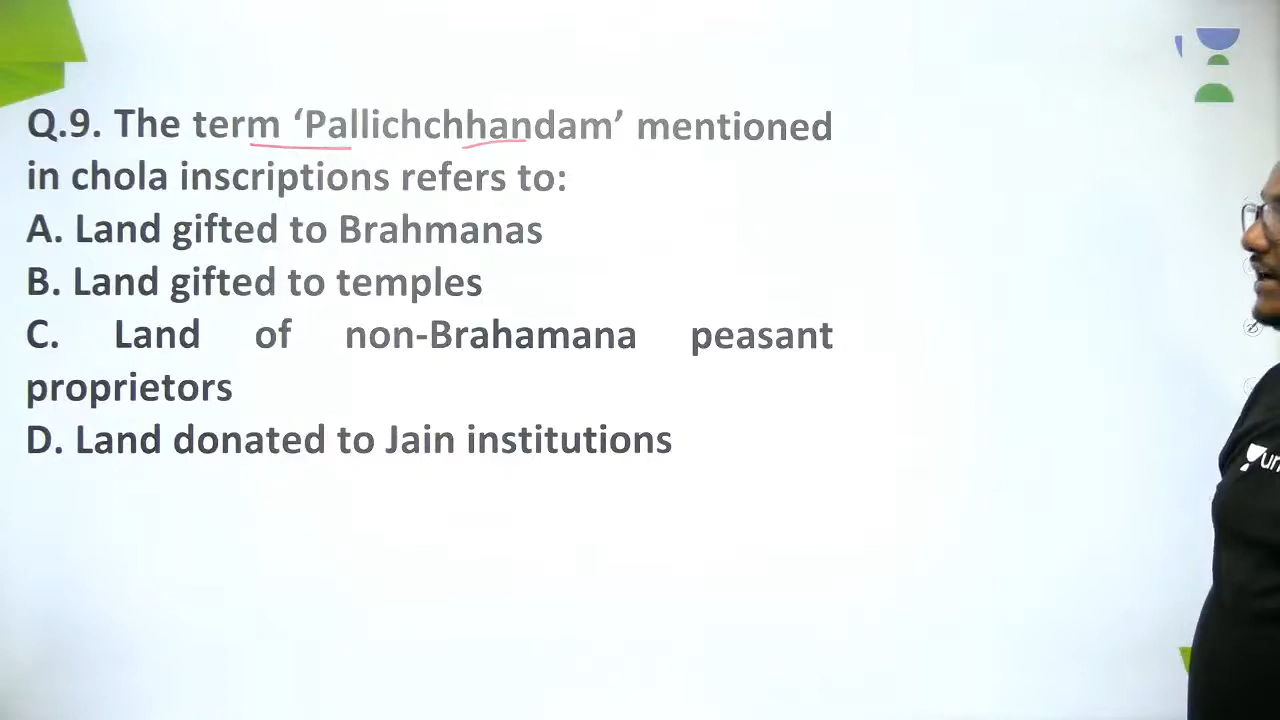 Q.9. The term ‘Pallichchhandam’ mentioned
in chola inscriptions refers to:
A. Land gifted to Brahmanas
B. Land gifted to temples
C. Land of non-Brahamana peasant
proprietors
D. Land donated to Jain institutions
un